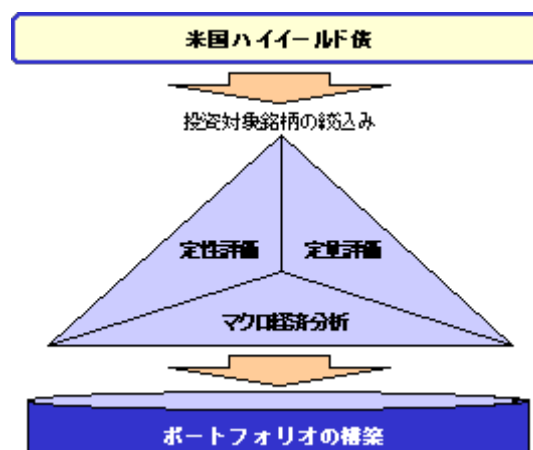 米国ハイイールド債
投資対象銘柄の絞込み
定性評価
定量評価
マクロ経済分析
ポートフォリオの構築